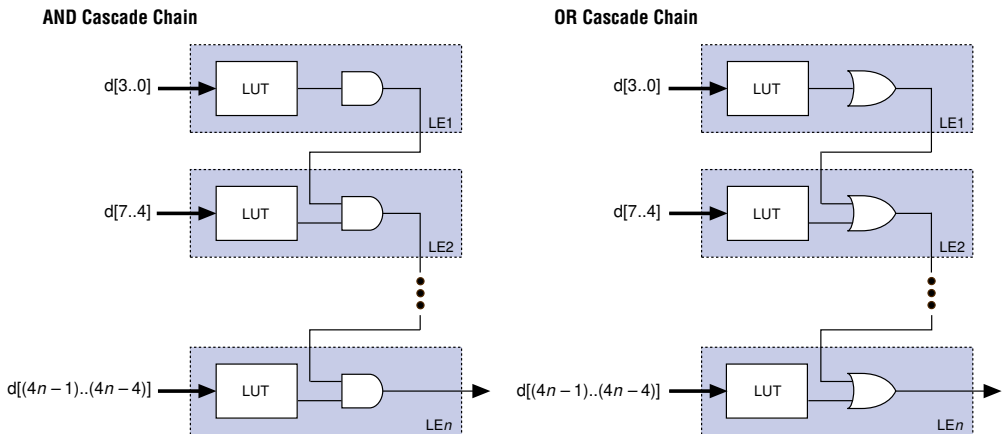 AND Cascade Chain
d[3..0]
LUT
LE1
d[7..4]
LUT
LE2
d[(4n – 1)..(4n – 4)]
LUT
LEn
OR Cascade Chain
d[3..0]
LUT
LE1
d[7..4]
LUT
LE2
d[(4n – 1)..(4n – 4)]
LUT
LEn